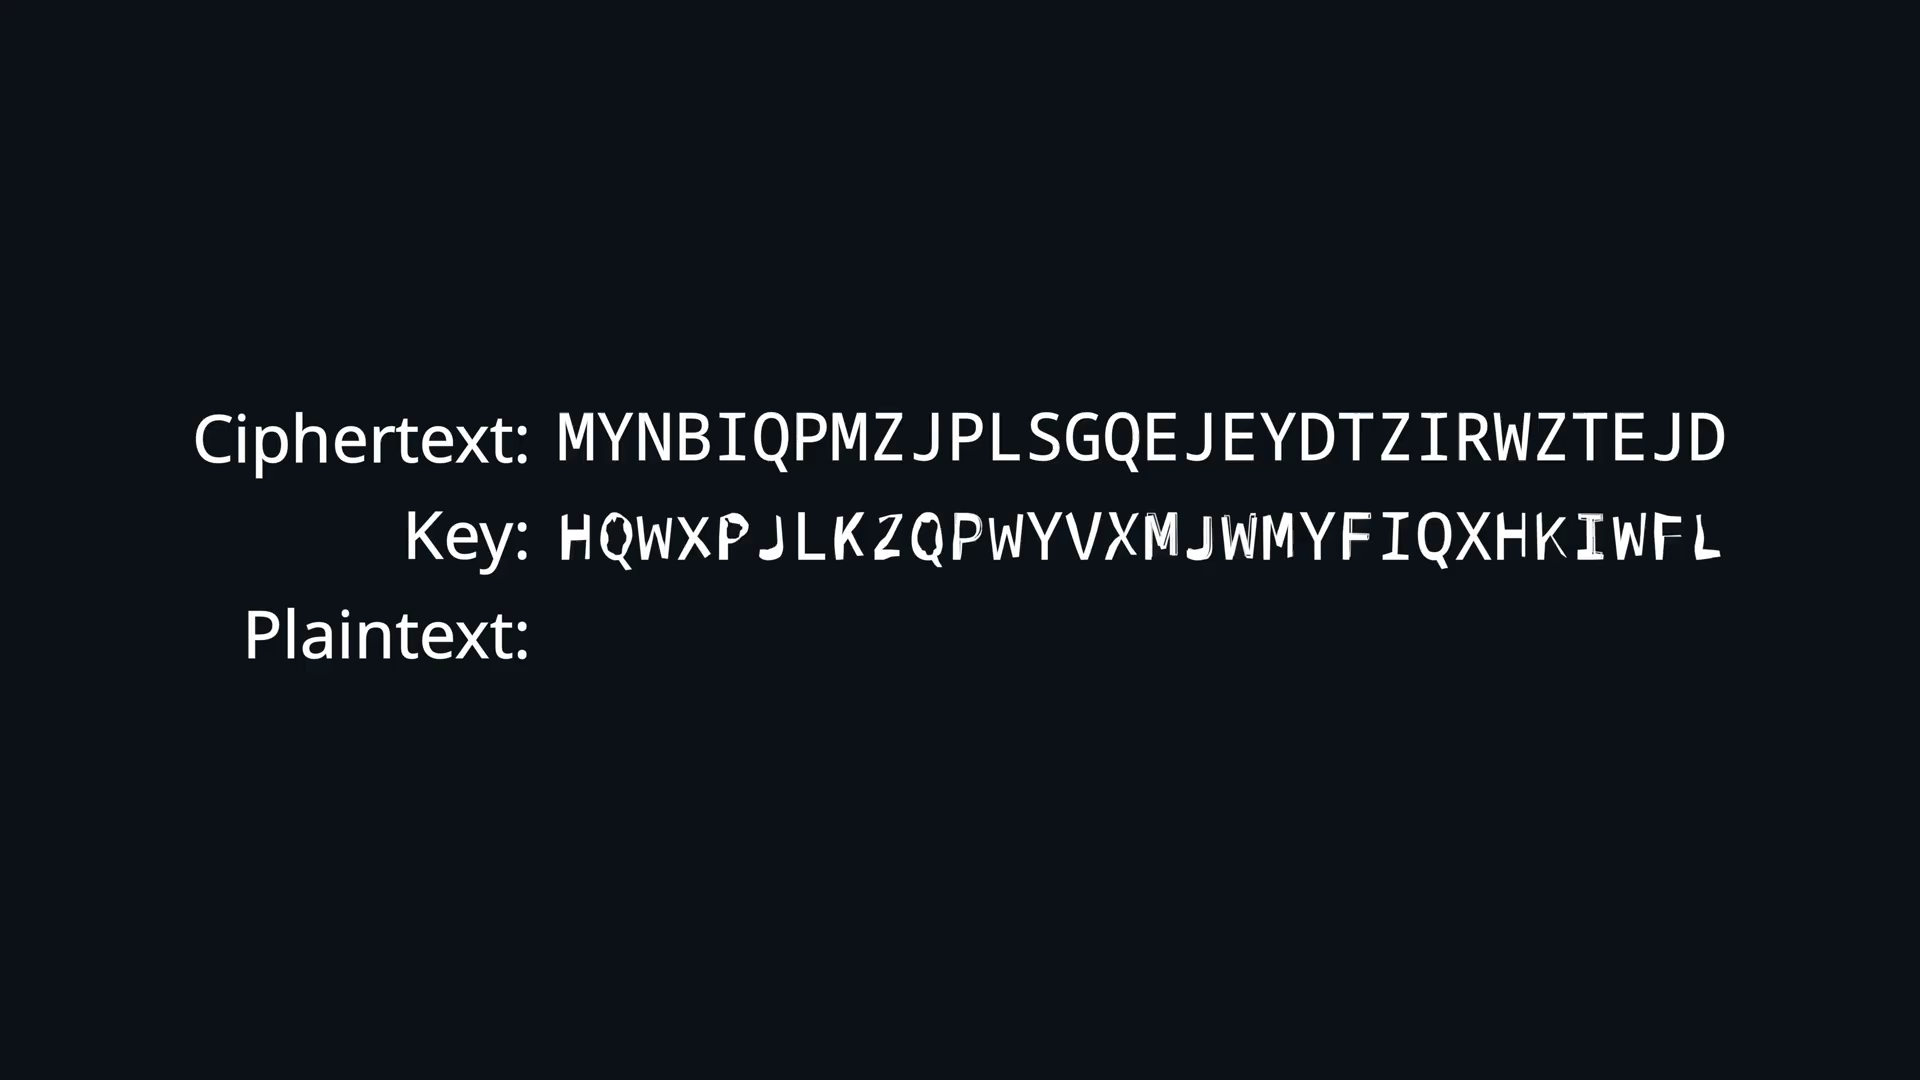 Ciphertext: MYNBIQPMZJPLSGQEJEYDTZIRWZTEJD
Key: HQWXPJLKZQPWYVXMJWMYFIQXHKIWFL
Plaintext: